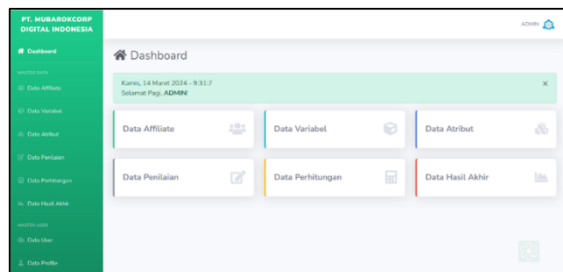 PT. MUBAROKCORP
DIGITAL INDONESIA
ADMIN
Dashboard
MASTER DATA
Data Affiliate
Data Variabel
Data Atribut
Data Penilaian
Data Perhitungan
Data Hasil Akhir
MASTER USER
Data User
Data Profile
Dashboard
Kamis, 14 Maret 2024 - 9:31:7
Selamat Pagi, ADMIN!
×
Data Affiliate
Data Variabel
Data Atribut
Data Penilaian
Data Perhitungan
Data Hasil Akhir